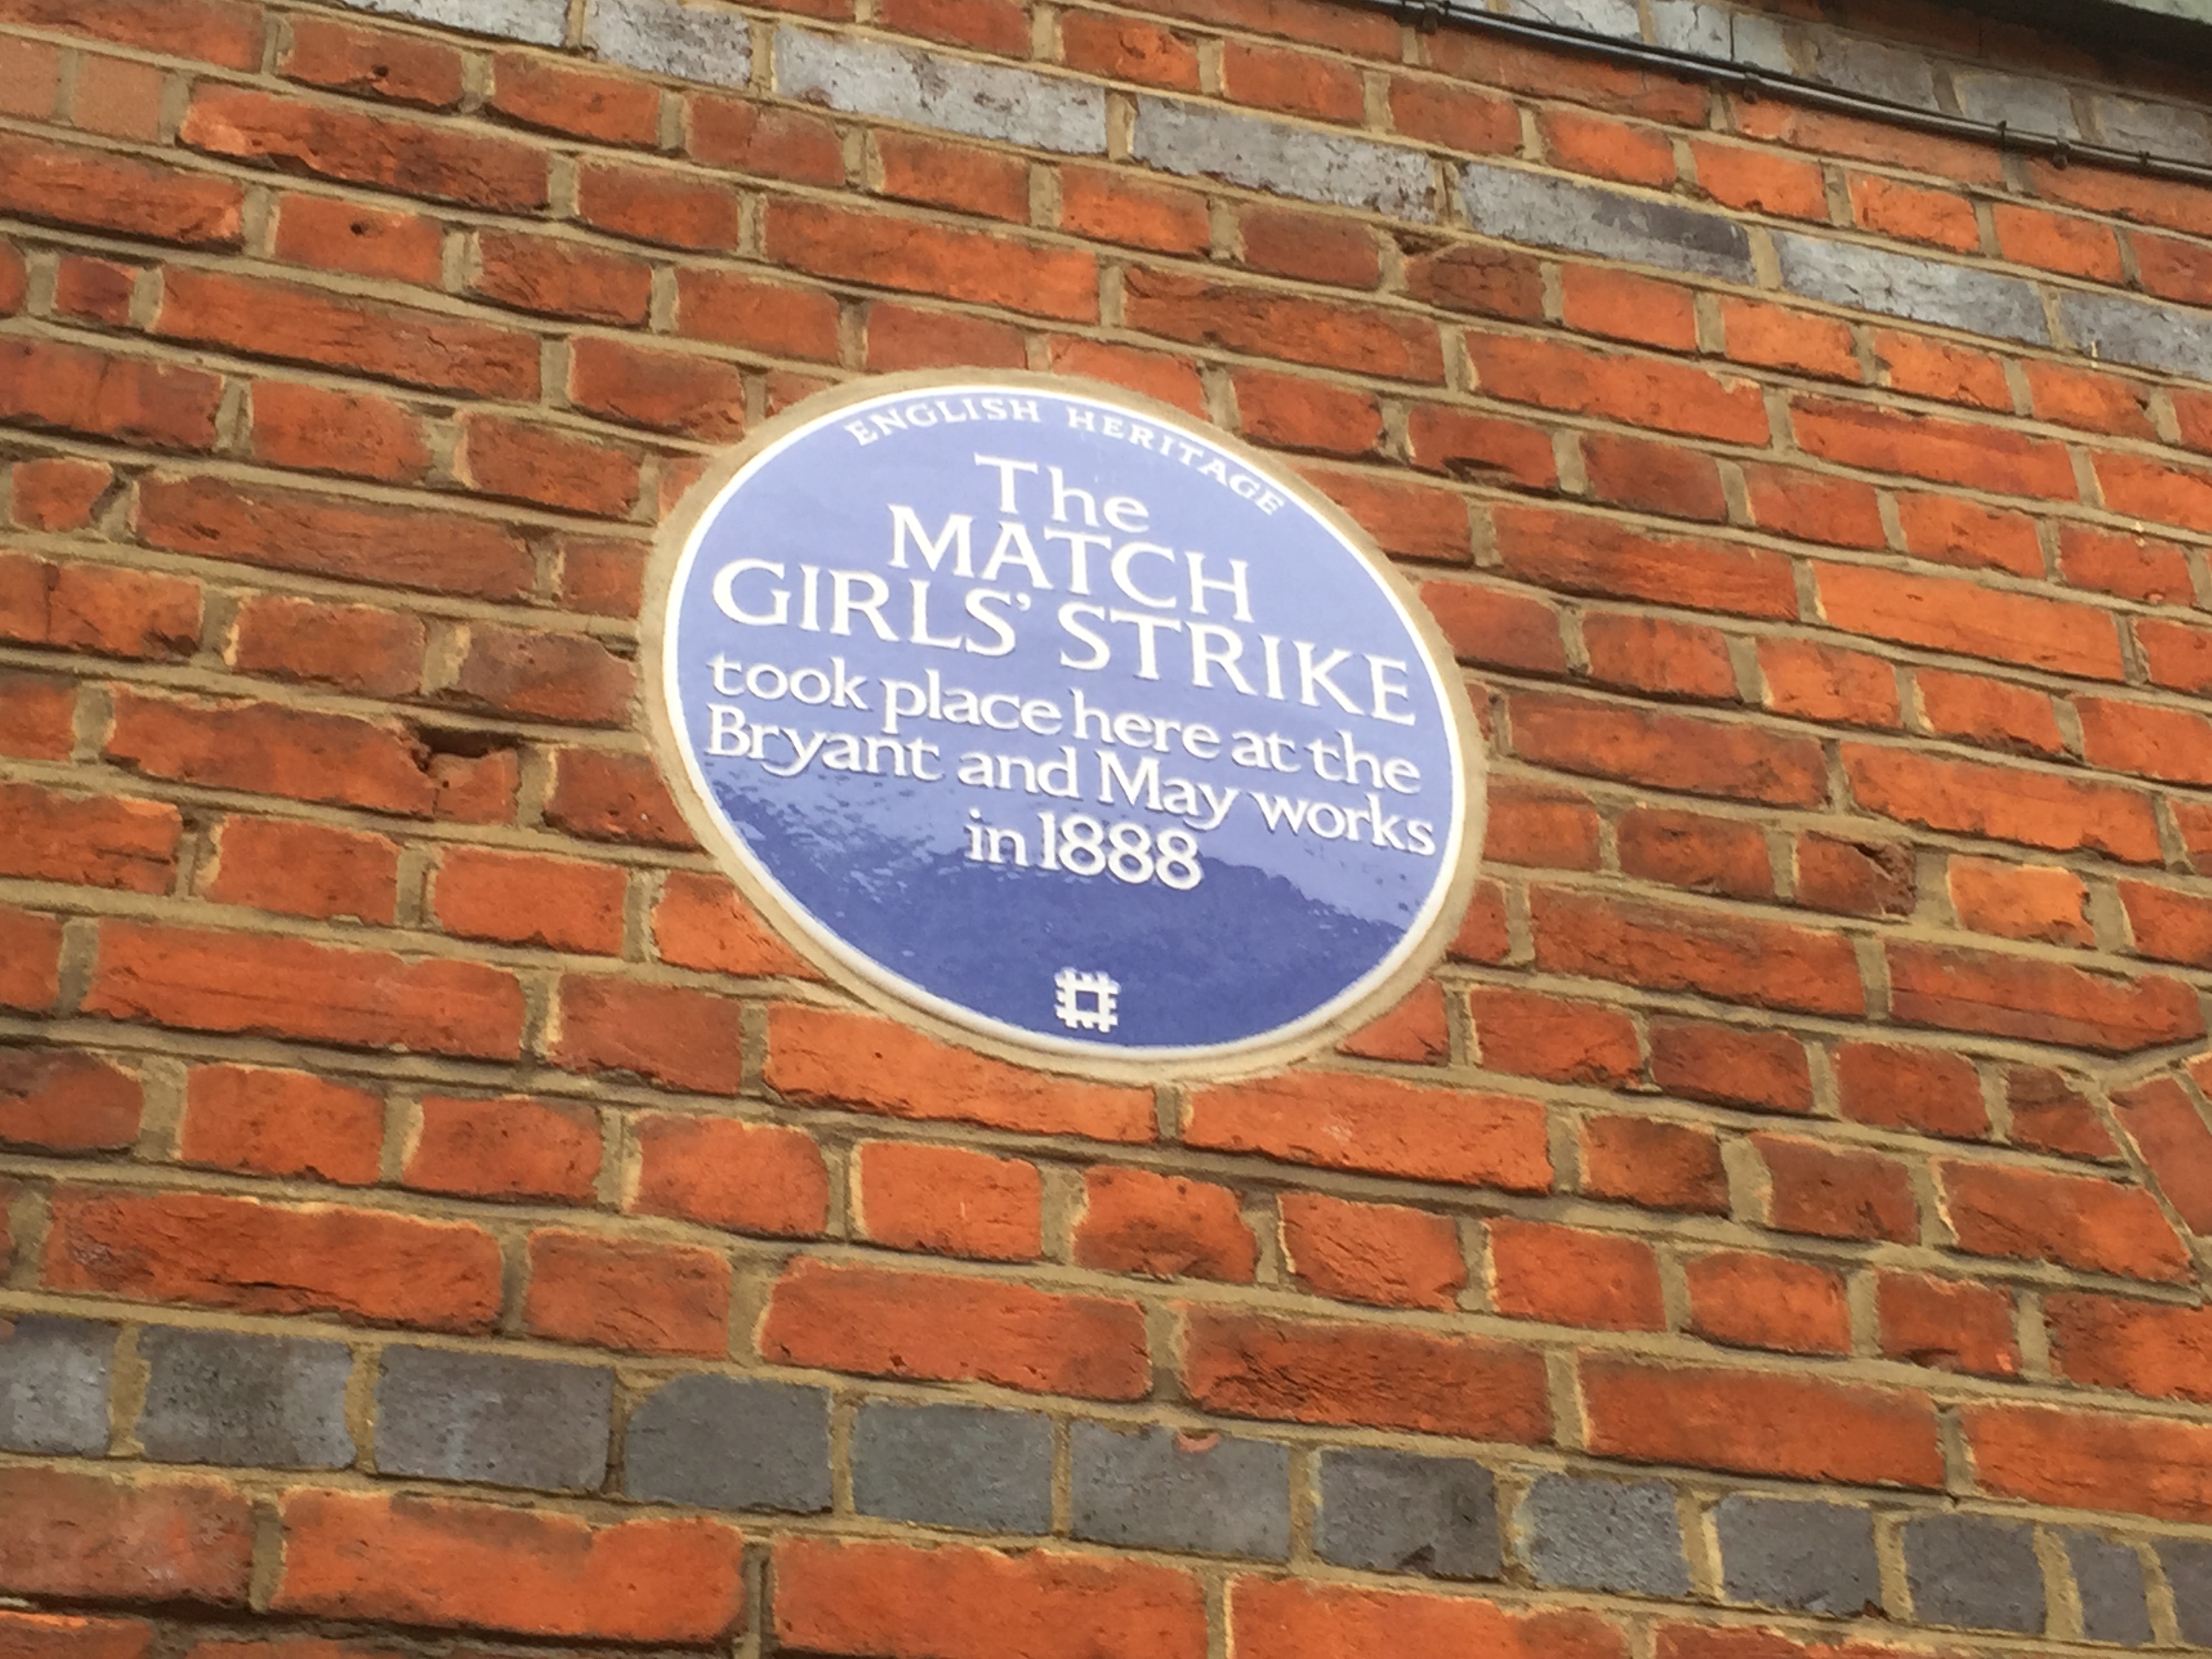 ENGLISH HERITAGE
The
MATCH
GIRLS' STRIKE
took place here at the
Bryant and May works
in 1888